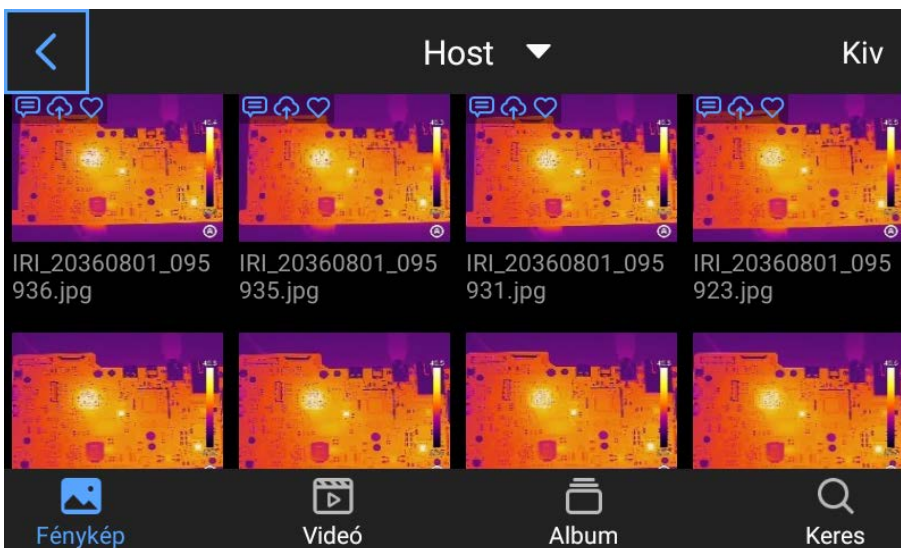 Host
Kiv
IRI_20360801_095
936.jpg
IRI_20360801_095
935.jpg
IRI_20360801_095
931.jpg
IRI_20360801_095
923.jpg
Fénykép
Videó
Album
Keres